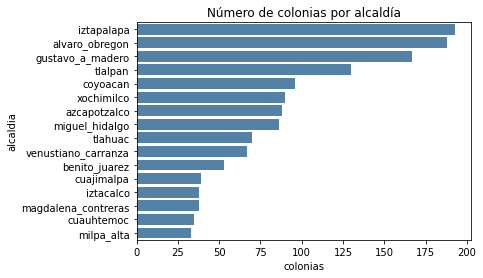 Número de colonias por alcaldía
alcaldia
iztapalapa
alvaro_obregon
gustavo_a_madero
tlalpan
coyoacan
xochimilco
azcapotzalco
miguel_hidalgo
tlahuac
venustiano_carranza
benito_juarez
cuajimalpa
iztacalco
magdalena_contreras
cuauhtemoc
milpa_alta
0 25 50 75 100 125 150 175 200
colonias